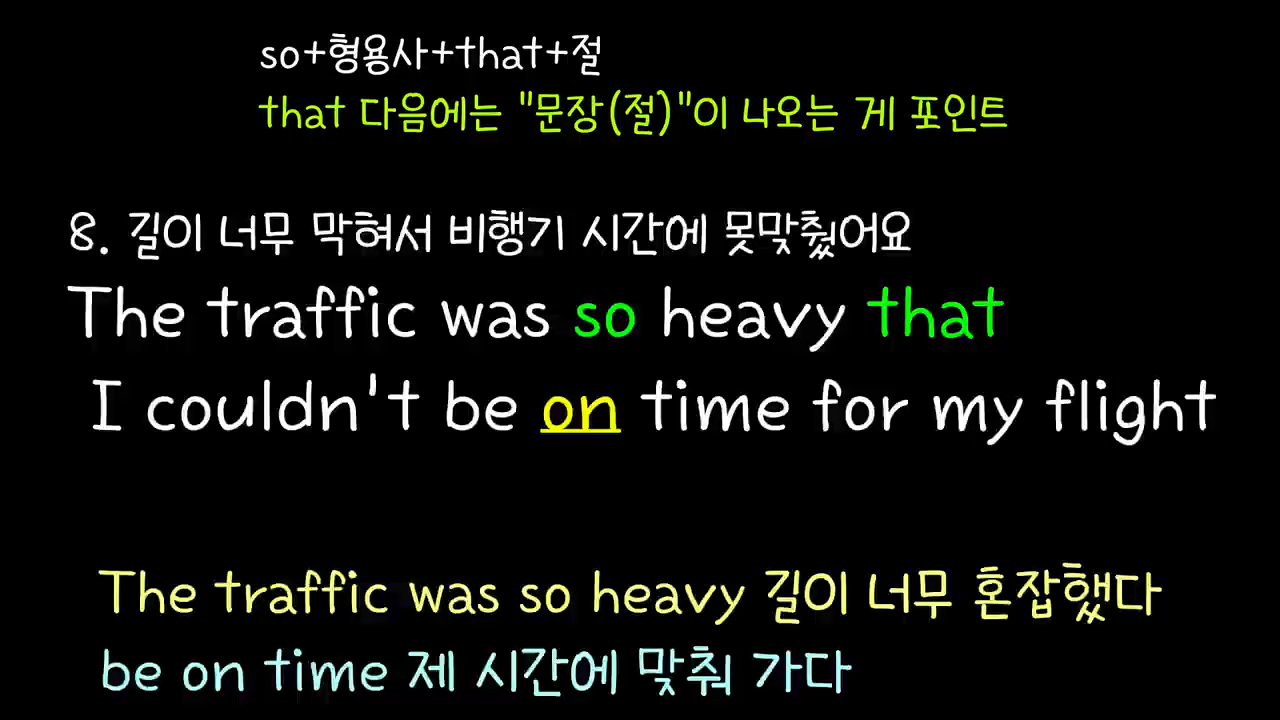 so+형용사+that+절
that 다음에는 "문장(절)"이 나오는 게 포인트
8. 길이 너무 막혀서 비행기 시간에 못맞췄어요
The traffic was so heavy that
I couldn't be on time for my flight
The traffic was so heavy 길이 너무 혼잡했다
be on time 제 시간에 맞춰 가다